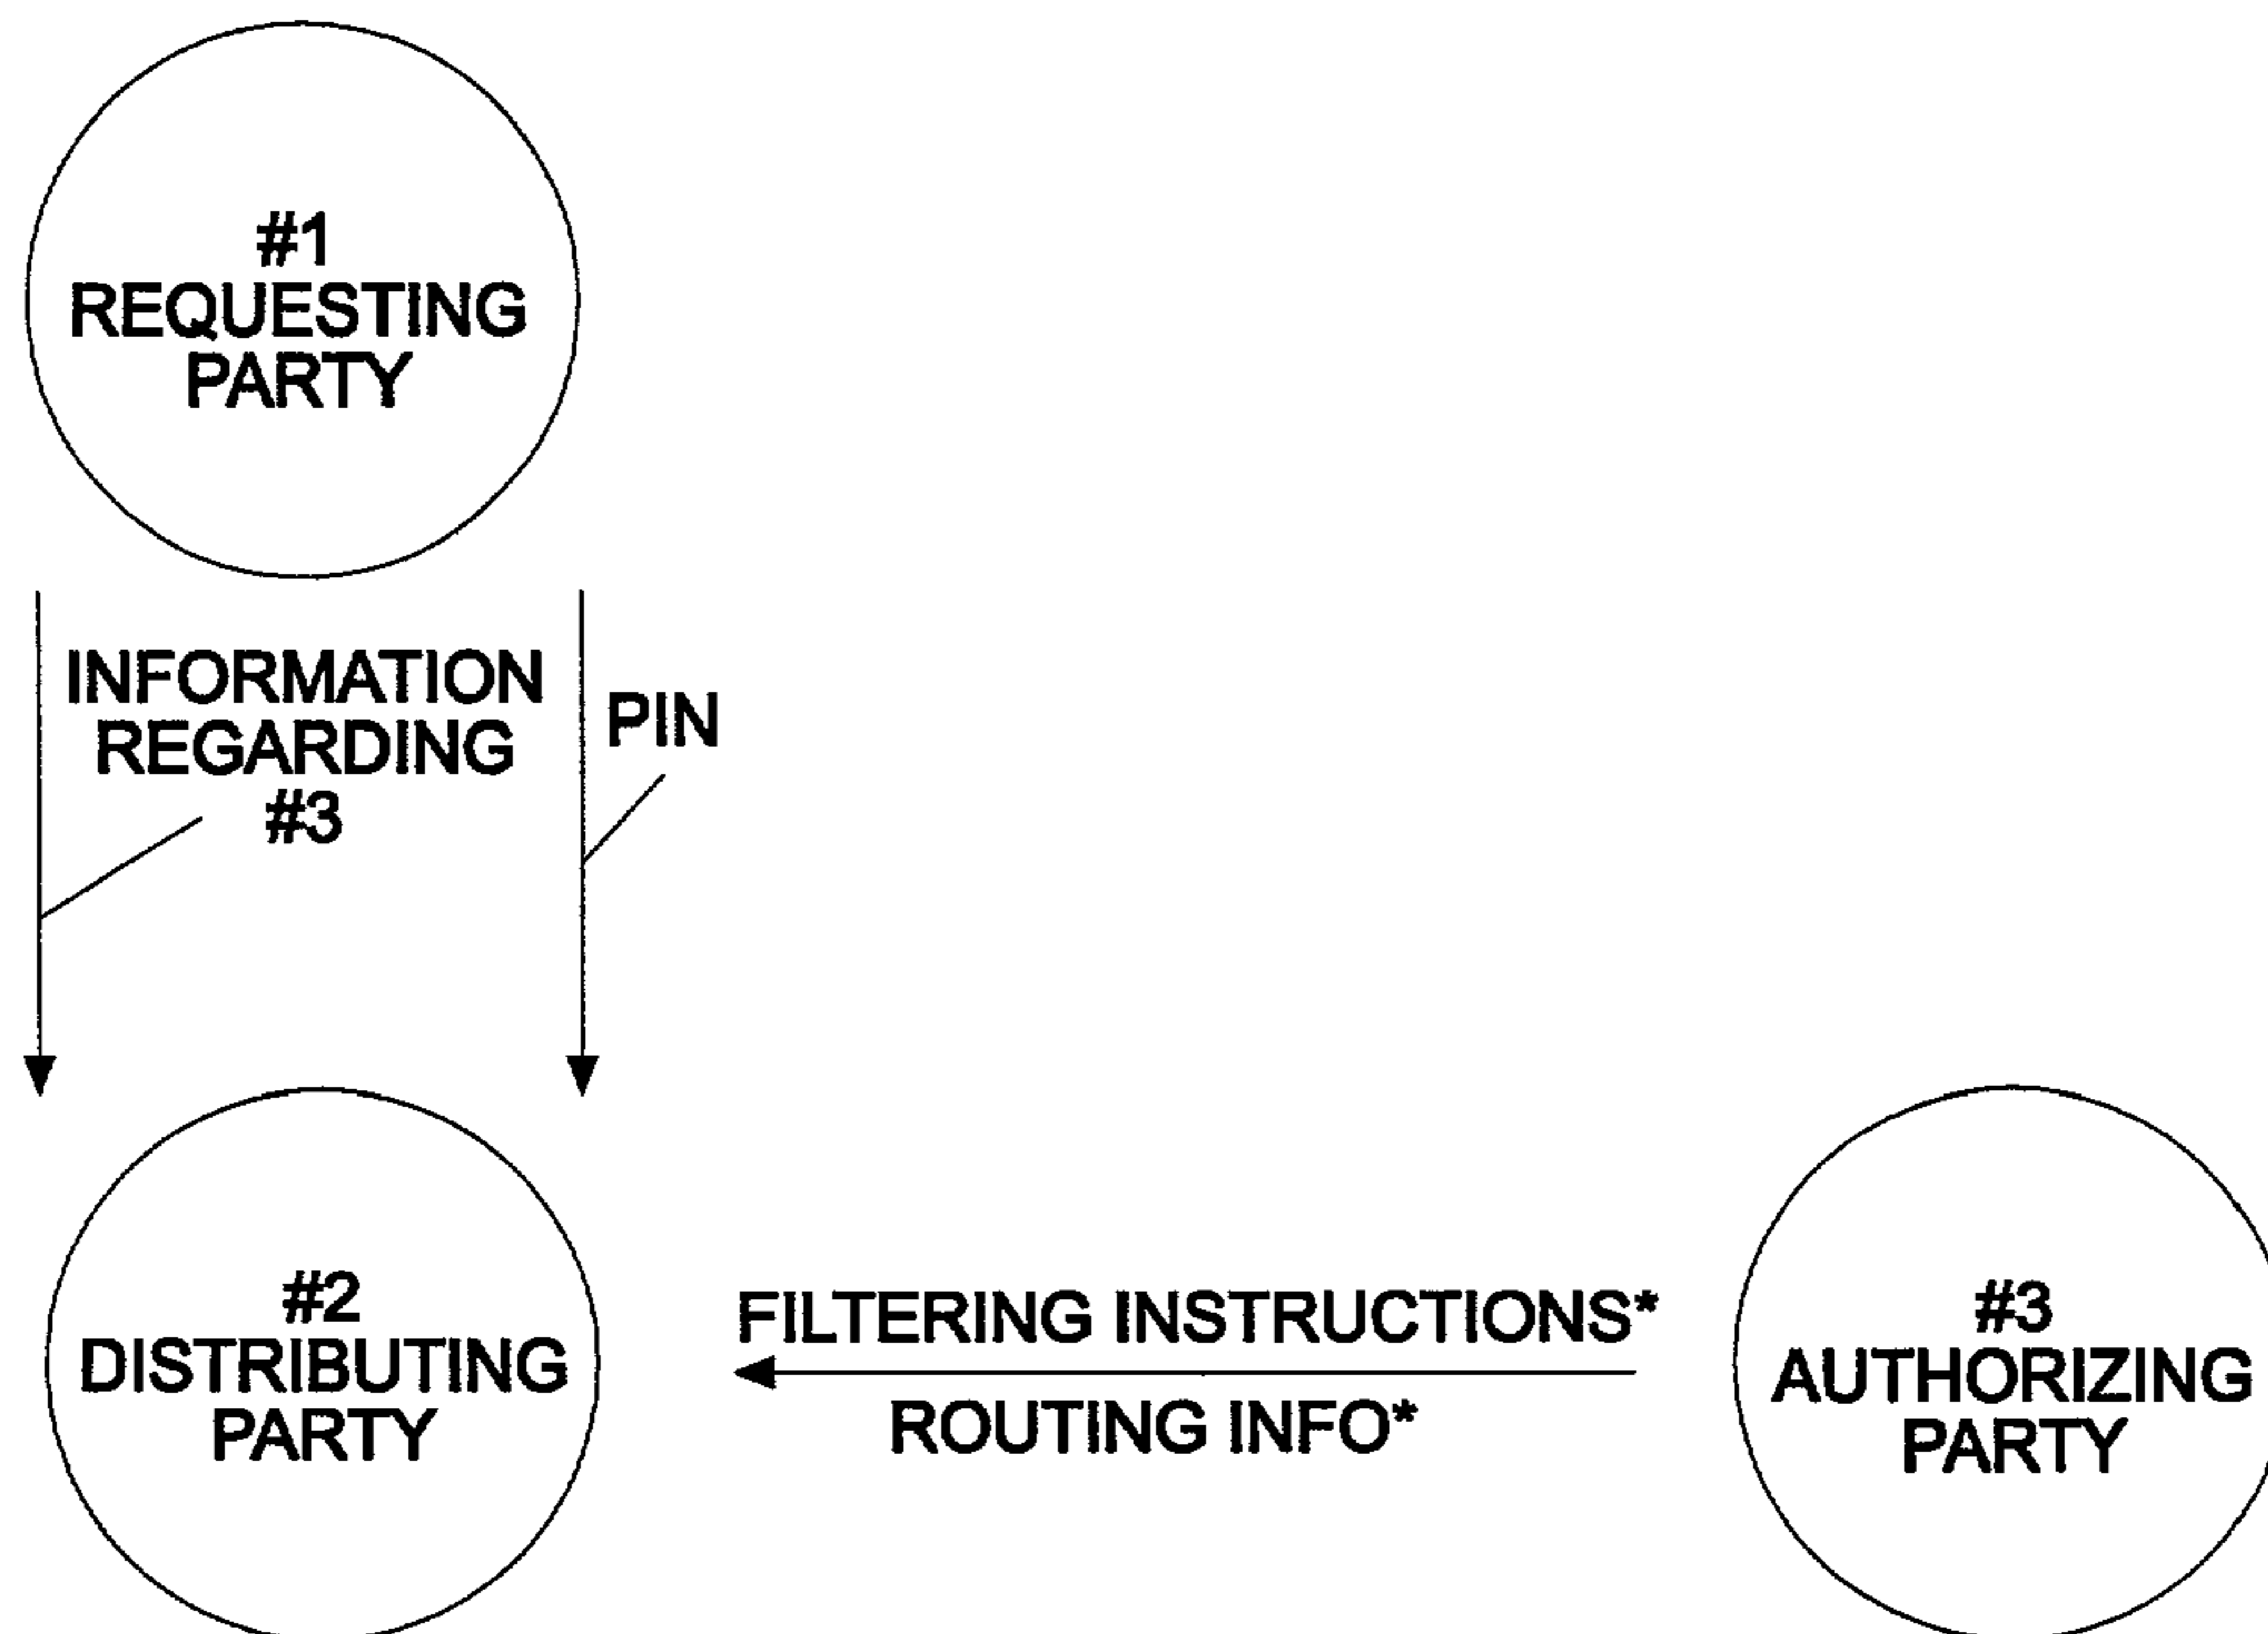 #1
REQUESTING
PARTY
INFORMATION
REGARDING
#3
PIN
#2
DISTRIBUTING
PARTY
FILTERING INSTRUCTIONS*
ROUTING INFO*
#3
AUTHORIZING
PARTY